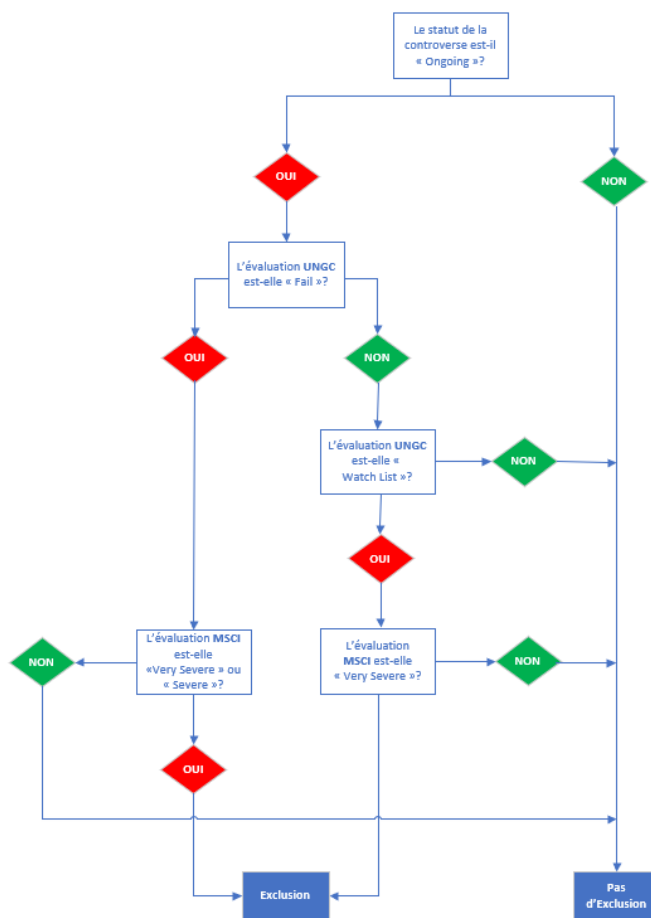 Le statut de la
controverse est-il
« Ongoing »?
OUI
NON
L'évaluation UNGC
est-elle « Fail »?
OUI
NON
L'évaluation UNGC
est-elle «
Watch List »?
NON
OUI
L'évaluation MSCI
est-elle
«Very Severe » ou
« Severe »?
NON
L'évaluation
MSCI est-elle
« Very Severe »?
NON
OUI
Exclusion
Pas
d'Exclusion